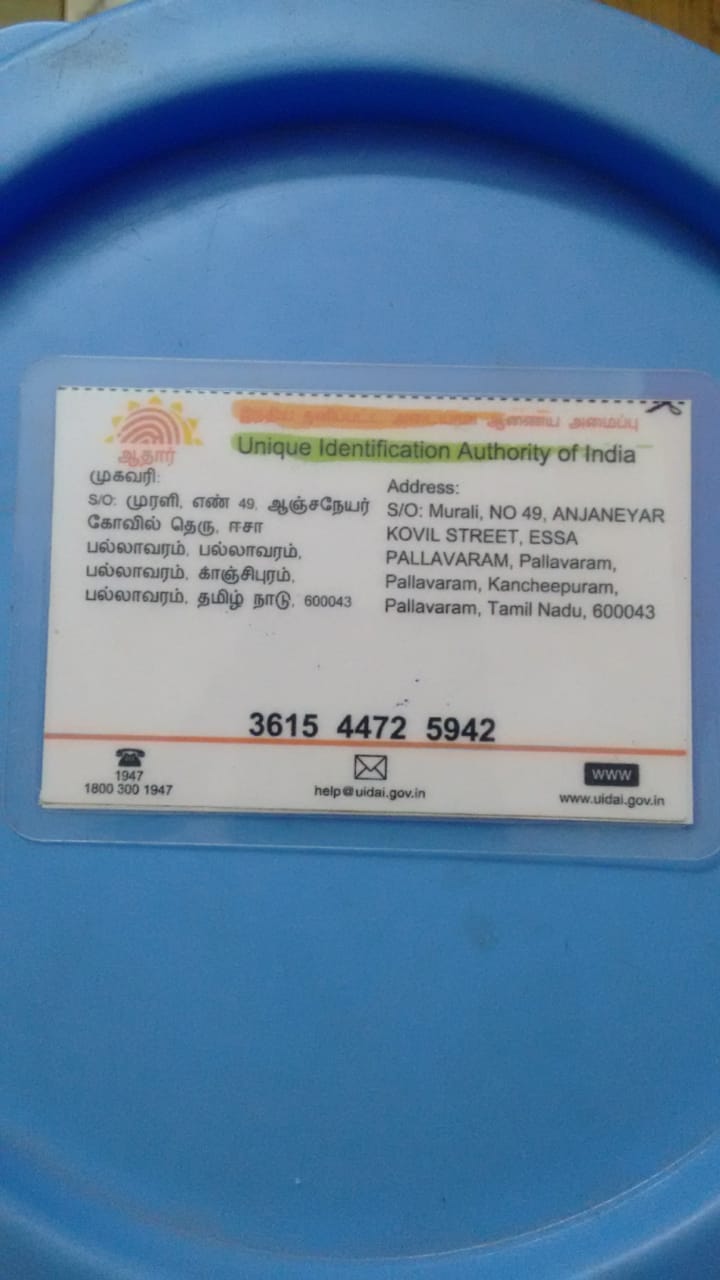 ஆணைய அமைப்பு
Unique Identification Authority of India
ஆதார்
முகவரி:
S/O: முரளி, எண் 49, ஆஞ்சநேயர்
கோவில் தெரு, ஈசா
பல்லாவரம், பல்லாவரம்,
பல்லாவரம், காஞ்சிபுரம்,
பல்லாவரம், தமிழ் நாடு, 600043
Address:
S/O: Murali, NO 49, ANJANEYAR
KOVIL STREET, ESSA
PALLAVARAM, Pallavaram,
Pallavaram, Kancheepuram,
Pallavaram, Tamil Nadu, 600043
3615 4472 5942
1947
1800 300 1947
help@uidai.gov.in
WWW
www.uidai.gov.in